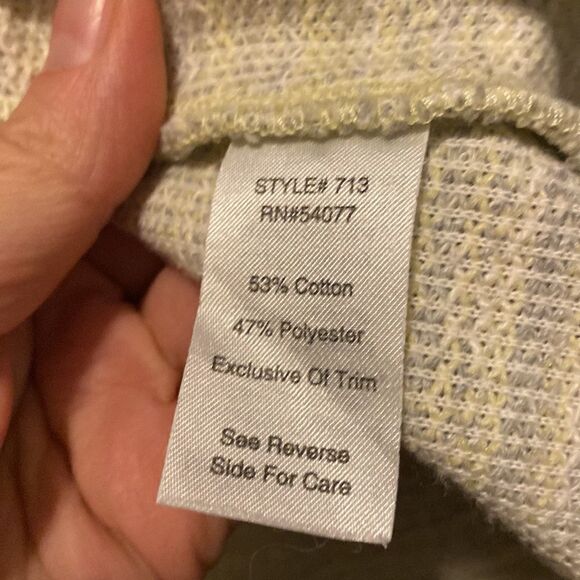 STYLE# 713
RN#54077
53% Cotton
47% Polyester
Exclusive Of Trim
See Reverse
Side For Care